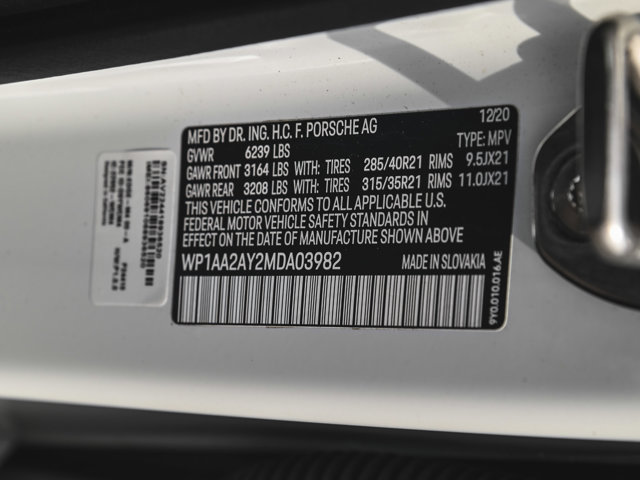 12/20
MFD BY DR. ING. H.C. F. PORSCHE AG
GVWR 6239 LBS TYPE: MPV
GAWR FRONT 3164 LBS WITH: TIRES 285/40R21 RIMS 9.5JX21
GAWR REAR 3208 LBS WITH: TIRES 315/35R21 RIMS 11.0JX21
THIS VEHICLE CONFORMS TO ALL APPLICABLE U.S.
FEDERAL MOTOR VEHICLE SAFETY STANDARDS IN
EFFECT ON THE DATE OF MANUFACTURE SHOWN ABOVE.
WP1AA2AY2MDA03982 MADE IN SLOVAKIA
9Y0.010.016.AE